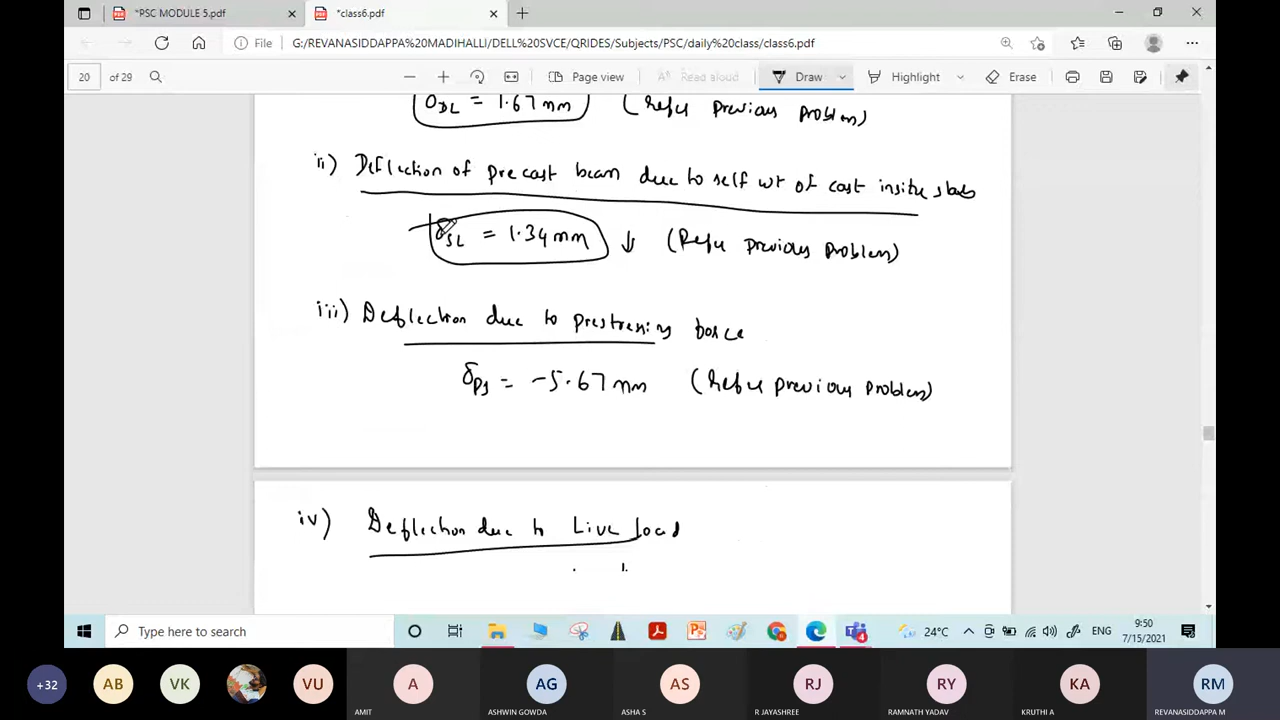 *PSC MODULE 5.pdf
*class6.pdf
File
G:/REVANASIDDAPPA%20MADIHALLI/DELL%20SVCE/QRIDES/Subjects/PSC/daily%20class/class6.pdf
20 of 29
Page view
Read aloud
Draw
Highlight
Erase
δDL = 1.67 mm (Refer previous problem)
ii) Deflection of precast beam due to self wt of cast insitu slab
δSL = 1.34 mm ↓ (Refer previous problem)
iii) Deflection due to prestressing force
δPs = -5.67 mm (Refer previous problem)
iv) Deflection due to Live load
Type here to search
24°C
ENG
9:50
7/15/2021
4
+32
AB
VK
VU
A
AMIT
AG
ASHWIN GOWDA
AS
ASHA S
RJ
R JAYASHREE
RY
RAMNATH YADAV
KA
KRUTHI A
RM
REVANASIDDAPPA M